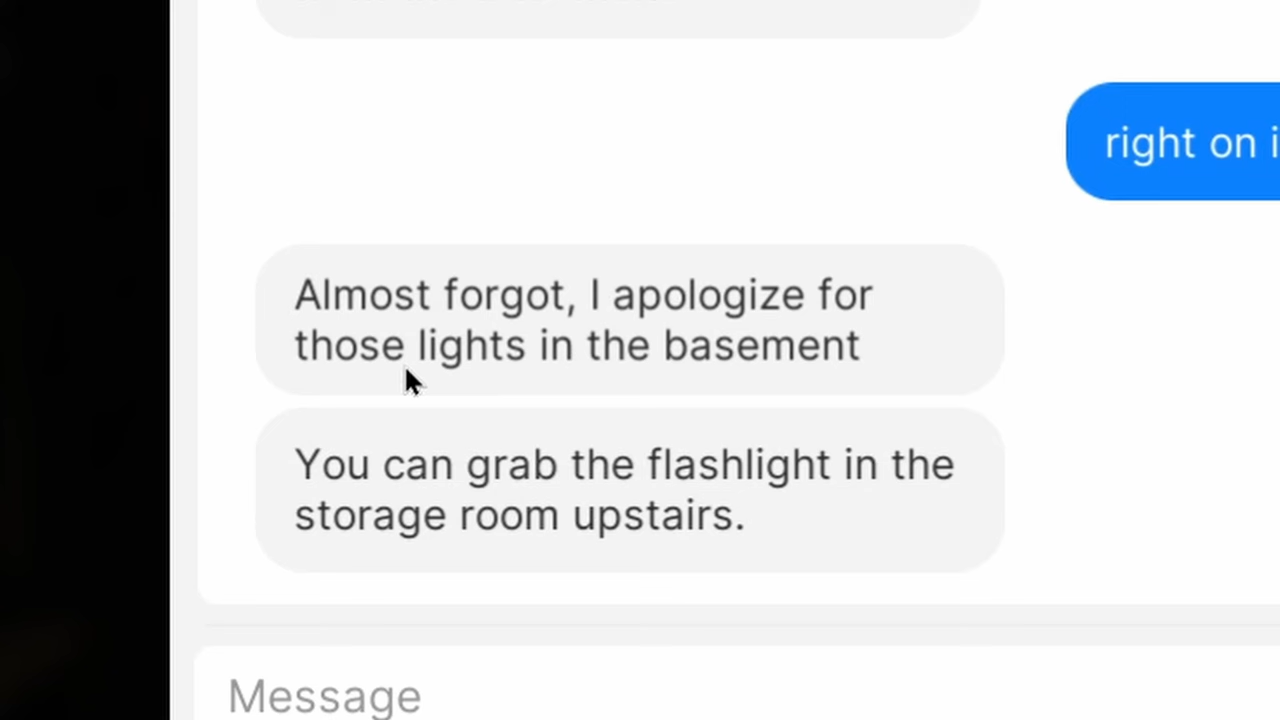 right on
Almost forgot, I apologize for
those lights in the basement
You can grab the flashlight in the
storage room upstairs.
Message